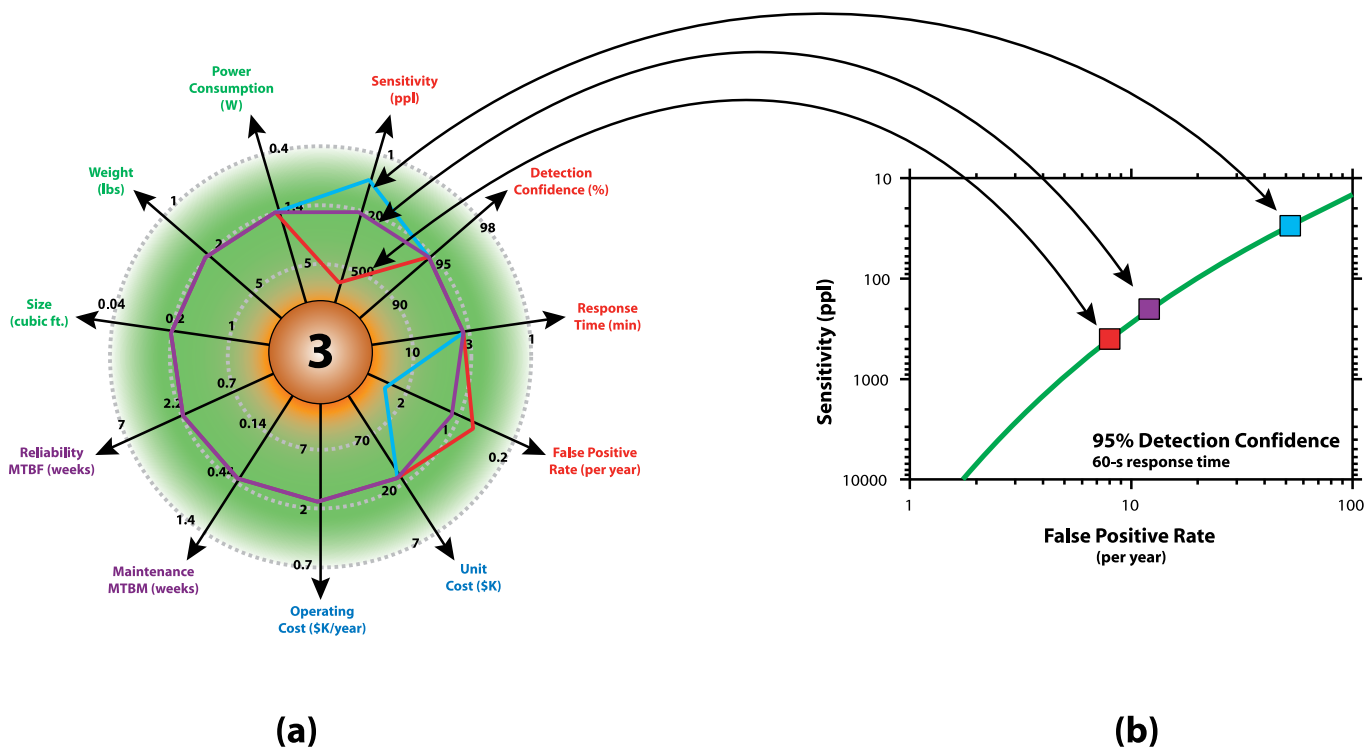 Power
Consumption
(W)
Sensitivity
(ppl)
Detection
Confidence (%)
Response
Time (min)
False Positive
Rate (per year)
Unit
Cost ($K)
Operating
Cost ($K/year)
Maintenance
MTBM (weeks)
Reliability
MTBF (weeks)
Size
(cubic ft.)
Weight
(lbs)
0.4
1.4
5
1
20
500
98
95
90
1
3
10
0.2
1
2
7
20
70
0.7
2
7
1.4
0.44
0.14
7
2.2
0.7
0.04
0.2
1
1
2
5
3
(a)
10
100
1000
10000
Sensitivity (ppl)
95% Detection Confidence
60-s response time
1
10
100
False Positive Rate
(per year)
(b)